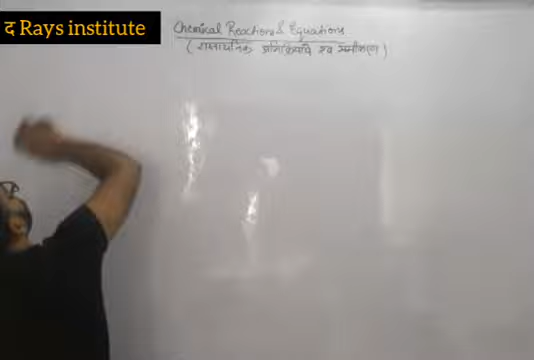 द Rays institute
Chemical Reactions & Equations
( रासायनिक अभिक्रियाएँ एवं समीकरण )